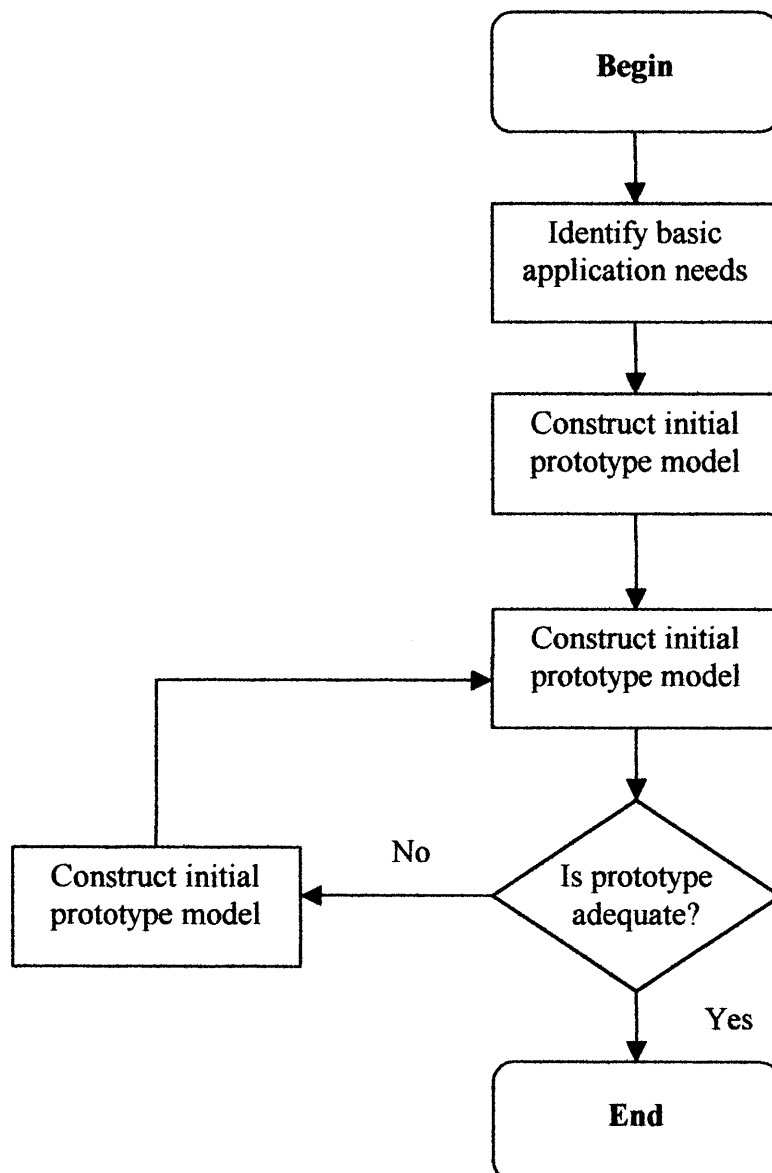 Begin
Identify basic
application needs
Construct initial
prototype model
Construct initial
prototype model
No
Construct initial
prototype model
Is prototype
adequate?
Yes
End